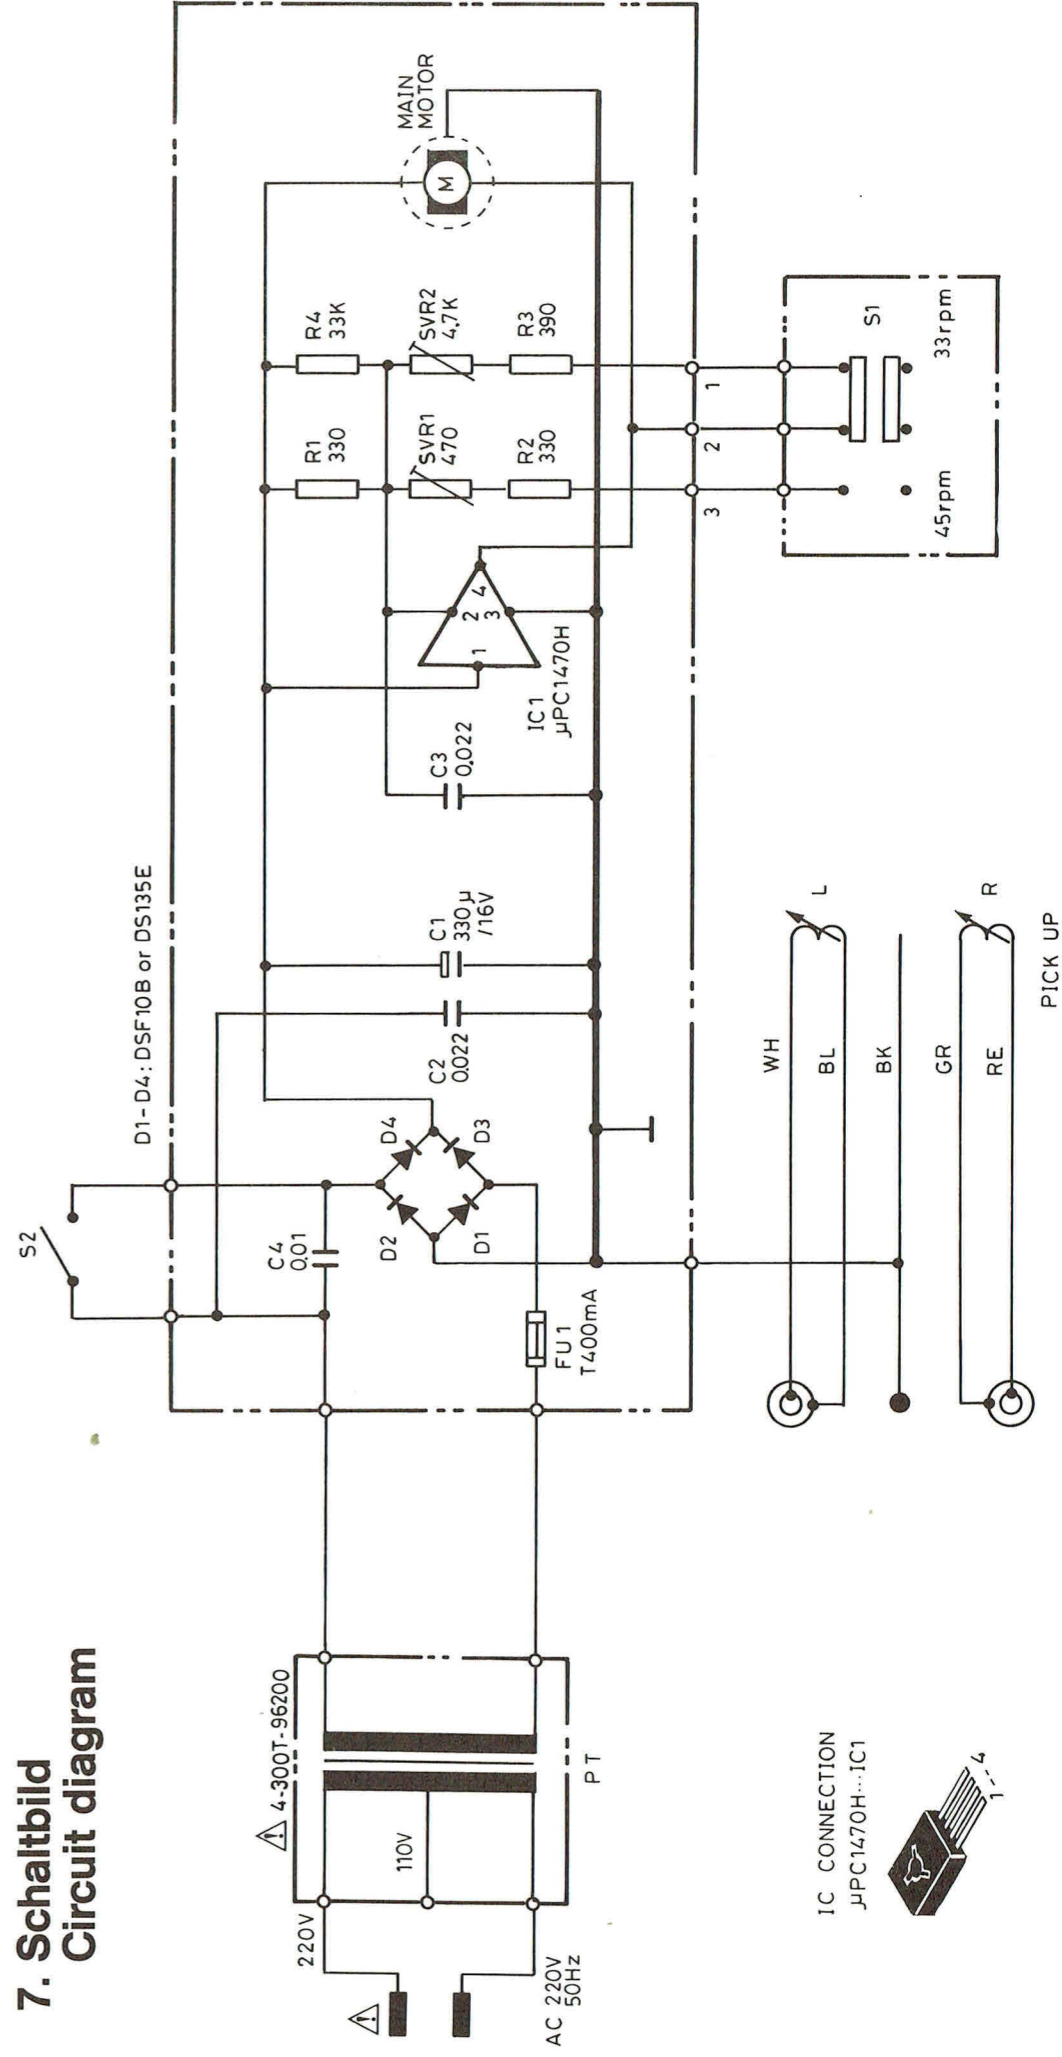 7. Schaltbild
Circuit diagram
S2
D1-D4: DSF10B or DS135E
⚠ 4-300T-96200
220V
110V
⚠
AC 220V
50Hz
PT
C4
0.01
D2
D4
D1
D3
FU1
T400mA
C2
0.022
C1
330µ
/16V
C3
0.022
IC1
µPC1470H
1
2
3
4
R1
330
R4
33K
SVR1
470
SVR2
4.7K
R2
330
R3
390
MAIN
MOTOR
M
3
2
1
S1
45rpm
33rpm
WH
BL
BK
GR
RE
L
R
PICK UP
IC CONNECTION
µPC1470H···IC1
1---4